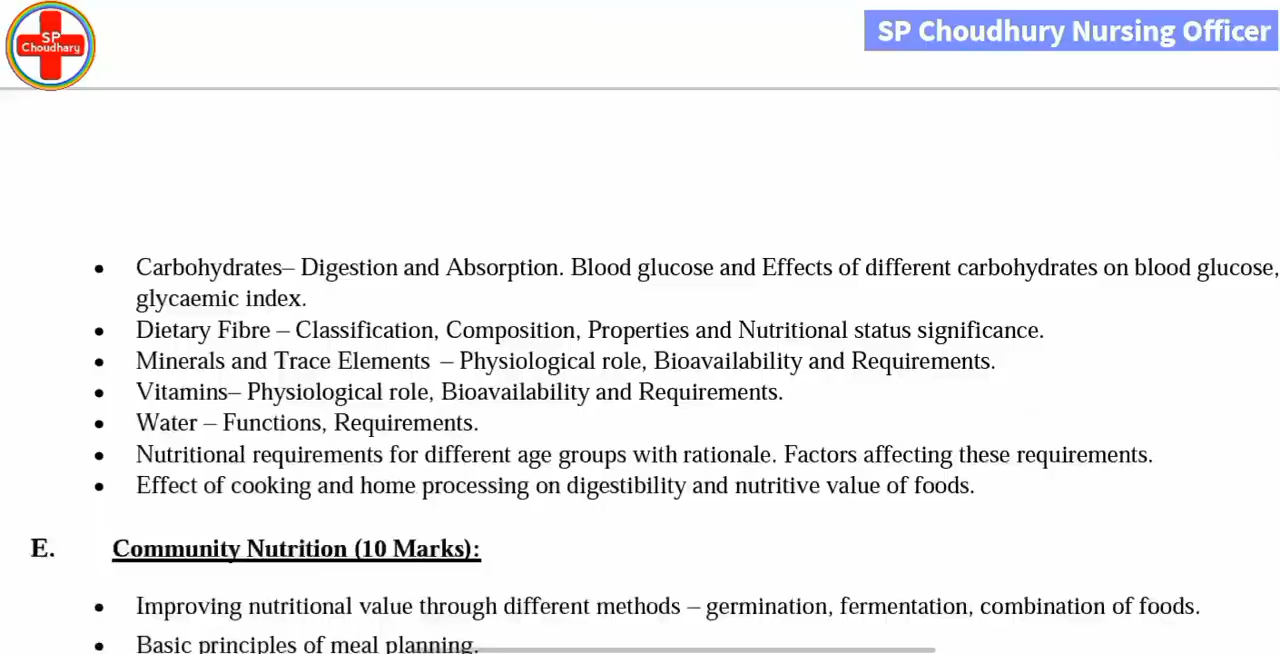 SP
Choudhary
SP Choudhury Nursing Officer
• Carbohydrates– Digestion and Absorption. Blood glucose and Effects of different carbohydrates on blood glucose,
glycaemic index.
• Dietary Fibre – Classification, Composition, Properties and Nutritional status significance.
• Minerals and Trace Elements – Physiological role, Bioavailability and Requirements.
• Vitamins– Physiological role, Bioavailability and Requirements.
• Water – Functions, Requirements.
• Nutritional requirements for different age groups with rationale. Factors affecting these requirements.
• Effect of cooking and home processing on digestibility and nutritive value of foods.
E. Community Nutrition (10 Marks):
• Improving nutritional value through different methods – germination, fermentation, combination of foods.
• Basic principles of meal planning.